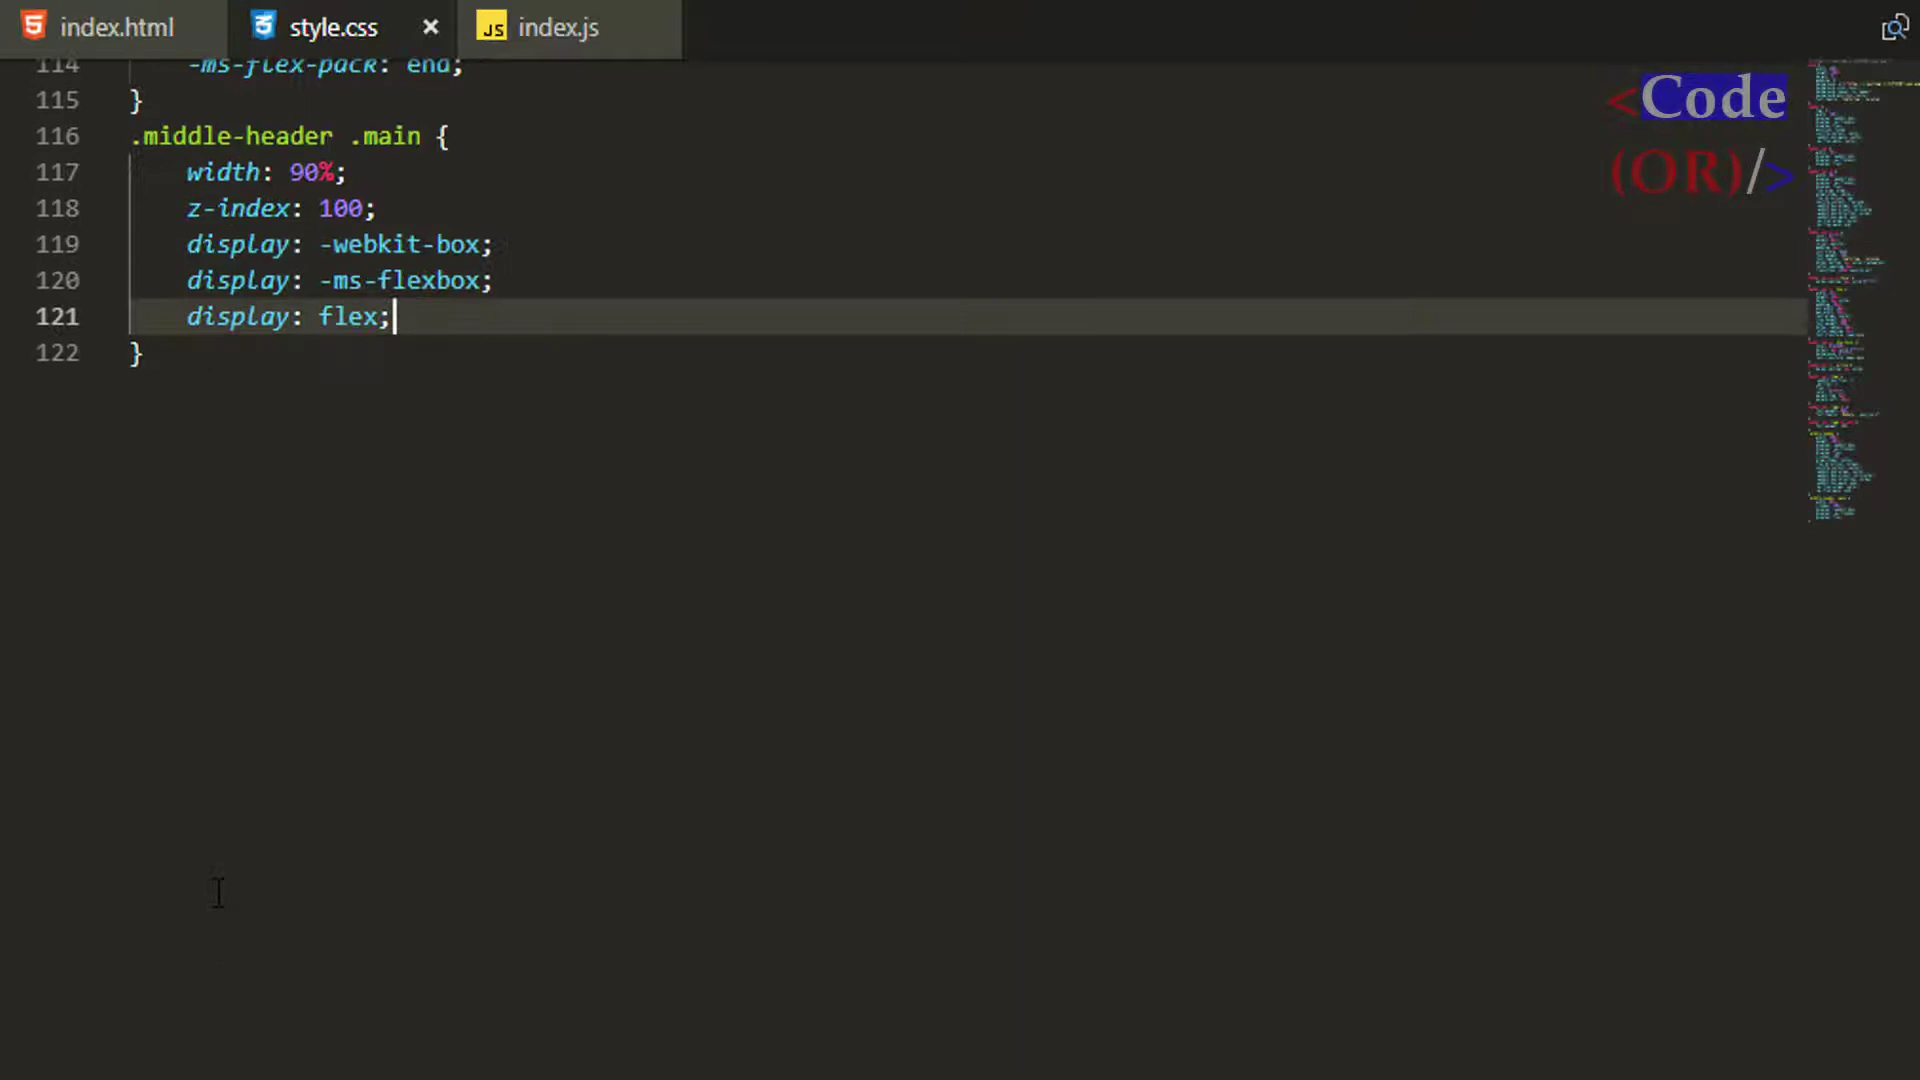 index.html
style.css
JS index.js
114 -ms-flex-pack: end;
115 }
116 .middle-header .main {
117 width: 90%;
118 z-index: 100;
119 display: -webkit-box;
120 display: -ms-flexbox;
121 display: flex;
122 }
<Code
(OR)/>